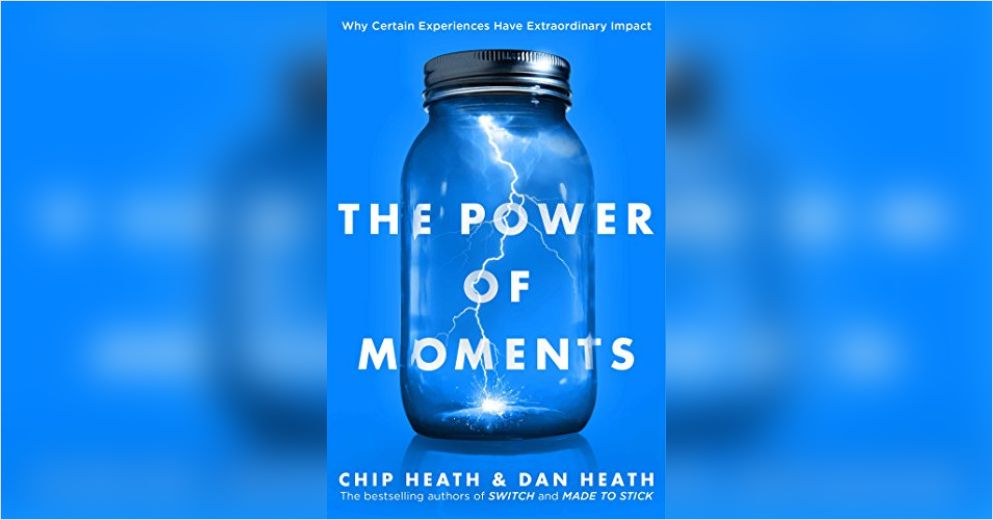 Why Certain Experiences Have Extraordinary Impact
THE POWER
OF
MOMENTS
CHIP HEATH & DAN HEATH
The bestselling authors of SWITCH and MADE TO STICK